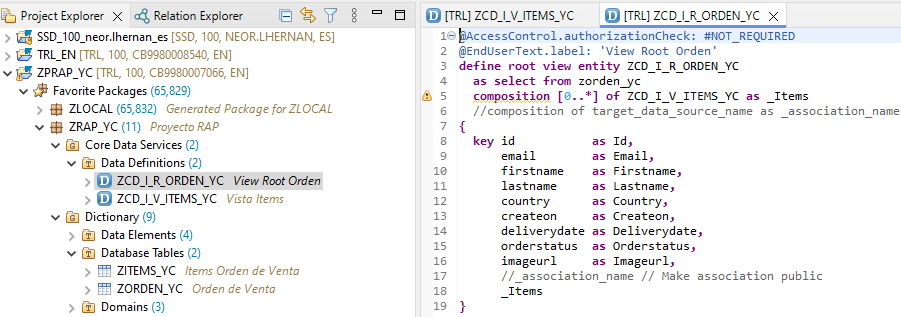 Project Explorer
Relation Explorer
SSD_100_neor.lhernan_es [SSD, 100, NEOR.LHERNAN, ES]
TRL_EN [TRL, 100, CB9980008540, EN]
ZPRAP_YC [TRL, 100, CB9980007066, EN]
Favorite Packages (65,829)
ZLOCAL (65,832) Generated Package for ZLOCAL
ZRAP_YC (11) Proyecto RAP
Core Data Services (2)
Data Definitions (2)
ZCD_I_R_ORDEN_YC View Root Orden
ZCD_I_V_ITEMS_YC Vista Items
Dictionary (9)
Data Elements (4)
Database Tables (2)
ZITEMS_YC Items Orden de Venta
ZORDEN_YC Orden de Venta
Domains (3)
[TRL] ZCD_I_V_ITEMS_YC
[TRL] ZCD_I_R_ORDEN_YC
1 @AccessControl.authorizationCheck: #NOT_REQUIRED
2 @EndUserText.label: 'View Root Orden'
3 define root view entity ZCD_I_R_ORDEN_YC
4 as select from zorden_yc
5 composition [0..*] of ZCD_I_V_ITEMS_YC as _Items
6 //composition of target_data_source_name as _association_name
7 {
8 key id as Id,
9 email as Email,
10 firstname as Firstname,
11 lastname as Lastname,
12 country as Country,
13 createon as Createon,
14 deliverydate as Deliverydate,
15 orderstatus as Orderstatus,
16 imageurl as Imageurl,
17 //_association_name // Make association public
18 _Items
19 }